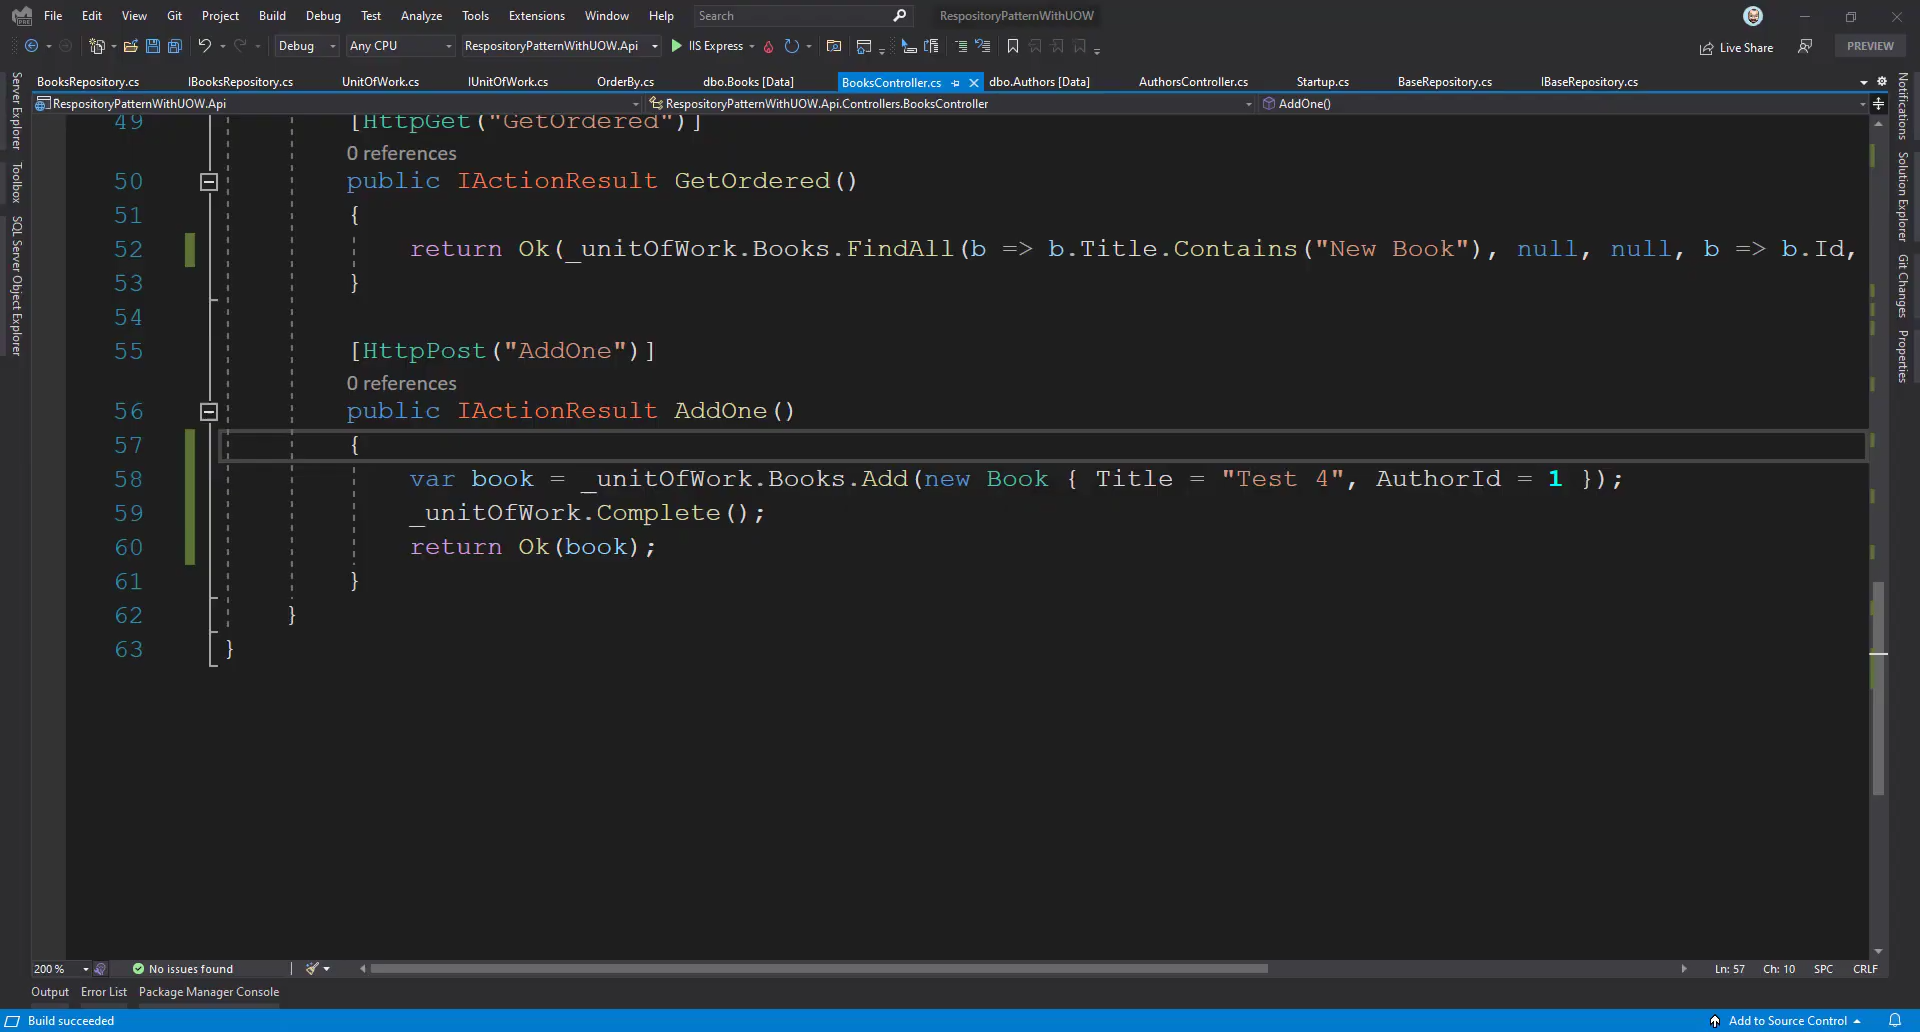 File Edit View Git Project Build Debug Test Analyze Tools Extensions Window Help Search RespositoryPatternWithUOW
Debug Any CPU RespositoryPatternWithUOW.Api IIS Express Live Share PREVIEW
BooksRepository.cs IBooksRepository.cs UnitOfWork.cs IUnitOfWork.cs OrderBy.cs dbo.Books [Data] BooksController.cs dbo.Authors [Data] AuthorsController.cs Startup.cs BaseRepository.cs IBaseRepository.cs
RespositoryPatternWithUOW.Api RespositoryPatternWithUOW.Api.Controllers.BooksController AddOne()
Server Explorer
Toolbox
SQL Server Object Explorer
49 [HttpGet("GetOrdered")]
0 references
50 public IActionResult GetOrdered()
51 {
52 return Ok(_unitOfWork.Books.FindAll(b => b.Title.Contains("New Book"), null, null, b => b.Id,
53 }
54
55 [HttpPost("AddOne")]
0 references
56 public IActionResult AddOne()
57 {
58 var book = _unitOfWork.Books.Add(new Book { Title = "Test 4", AuthorId = 1 });
59 _unitOfWork.Complete();
60 return Ok(book);
61 }
62 }
63 }
Notifications
Solution Explorer
Git Changes
Properties
200 % No issues found Ln: 57 Ch: 10 SPC CRLF
Output Error List Package Manager Console
Build succeeded Add to Source Control